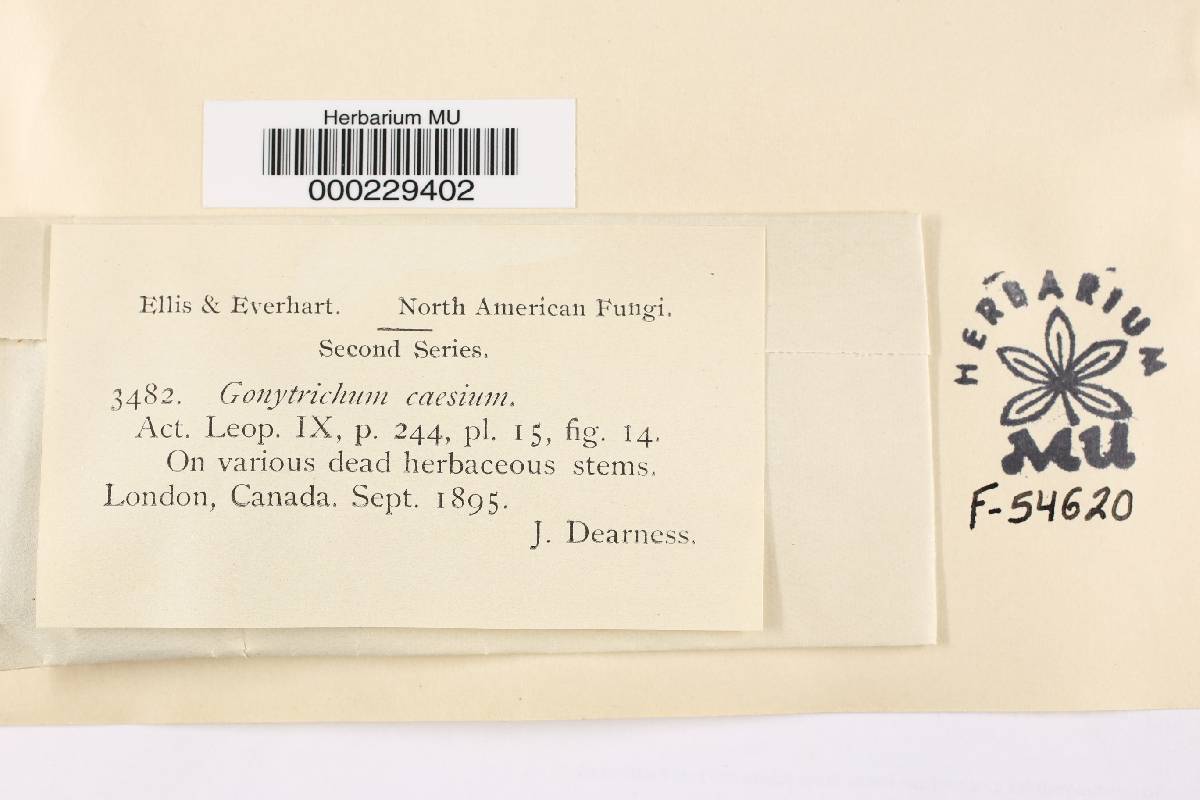 Herbarium MU
000229402
Ellis & Everhart. North American Fungi.
Second Series.
3482. Gonytrichum caesium.
Act. Leop. IX, p. 244, pl. 15, fig. 14.
On various dead herbaceous stems.
London, Canada. Sept. 1895.
J. Dearness.
HERBARIUM
MU
F-54620